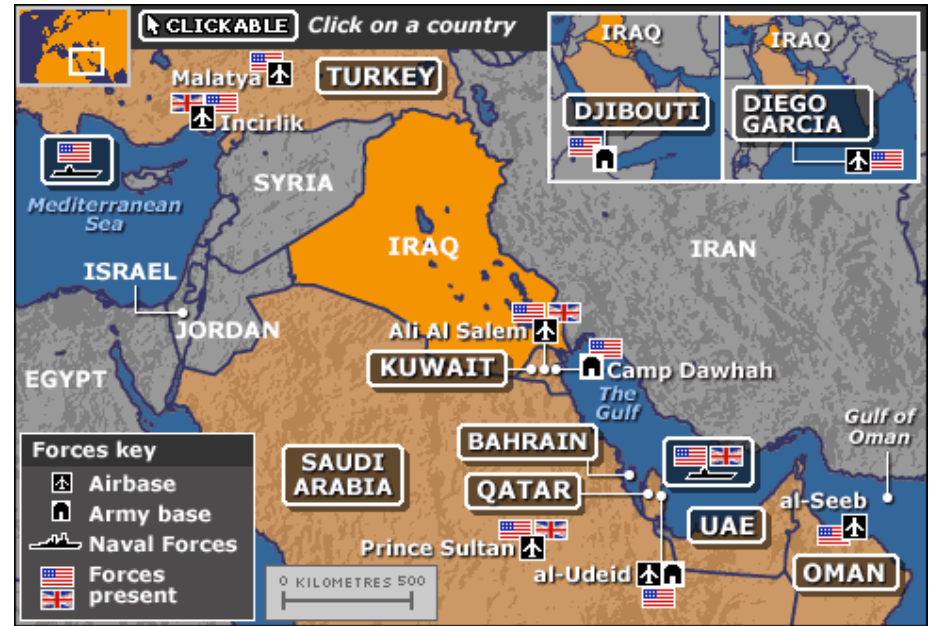 CLICKABLE Click on a country
IRAQ
IRAQ
Malatya
TURKEY
DJIBOUTI
DIEGO
GARCIA
Incirlik
SYRIA
Mediterranean
Sea
IRAQ
IRAN
ISRAEL
JORDAN
Ali Al Salem
KUWAIT
Camp Dawhah
EGYPT
The
Gulf
Gulf of
Oman
BAHRAIN
SAUDI
ARABIA
QATAR
al-Seeb
UAE
Prince Sultan
al-Udeid
OMAN
Forces key
Airbase
Army base
Naval Forces
Forces
present
0 KILOMETRES 500